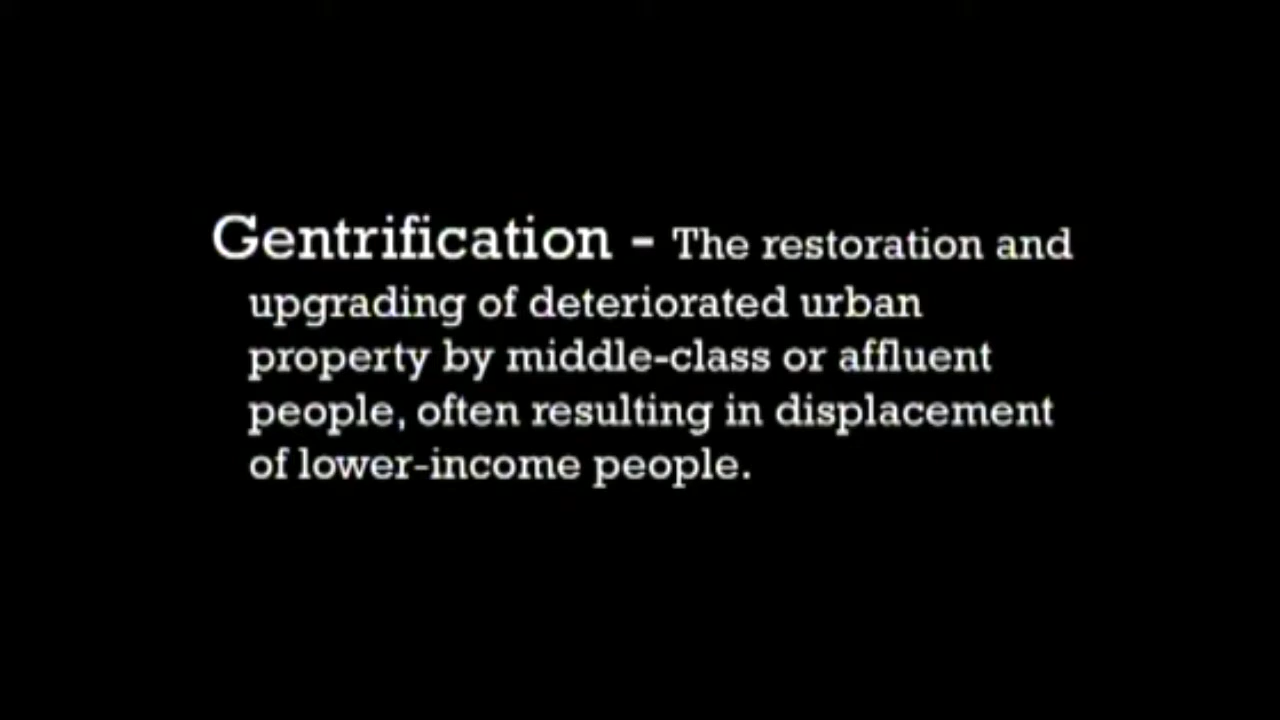 Gentrification - The restoration and
upgrading of deteriorated urban
property by middle-class or affluent
people, often resulting in displacement
of lower-income people.